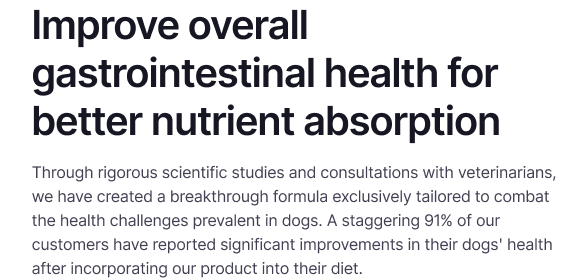 Improve overall
gastrointestinal health for
better nutrient absorption
Through rigorous scientific studies and consultations with veterinarians,
we have created a breakthrough formula exclusively tailored to combat
the health challenges prevalent in dogs. A staggering 91% of our
customers have reported significant improvements in their dogs' health
after incorporating our product into their diet.